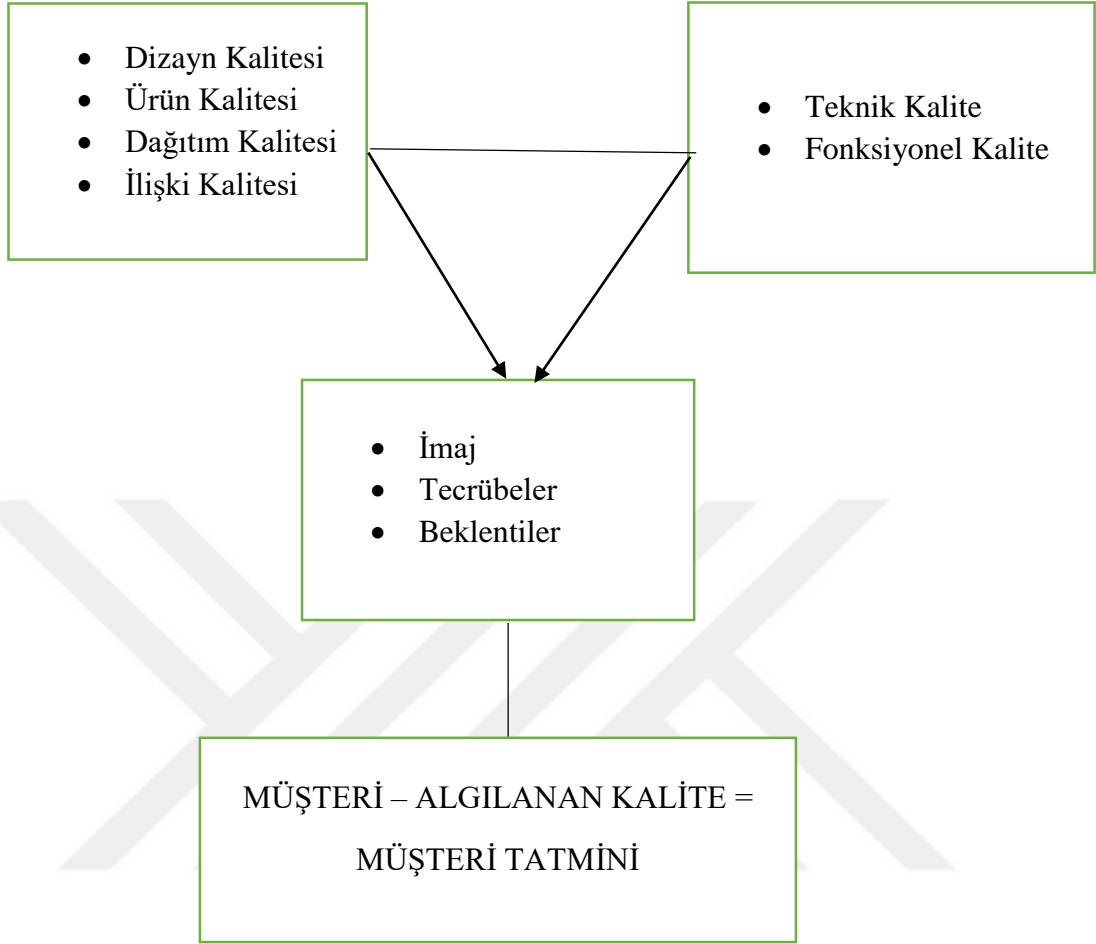 Dizayn Kalitesi
Ürün Kalitesi
Dağıtım Kalitesi
İlişki Kalitesi
Teknik Kalite
Fonksiyonel Kalite
İmaj
Tecrübeler
Beklentiler
MÜŞTERİ – ALGILANAN KALİTE =
MÜŞTERİ TATMİNİ